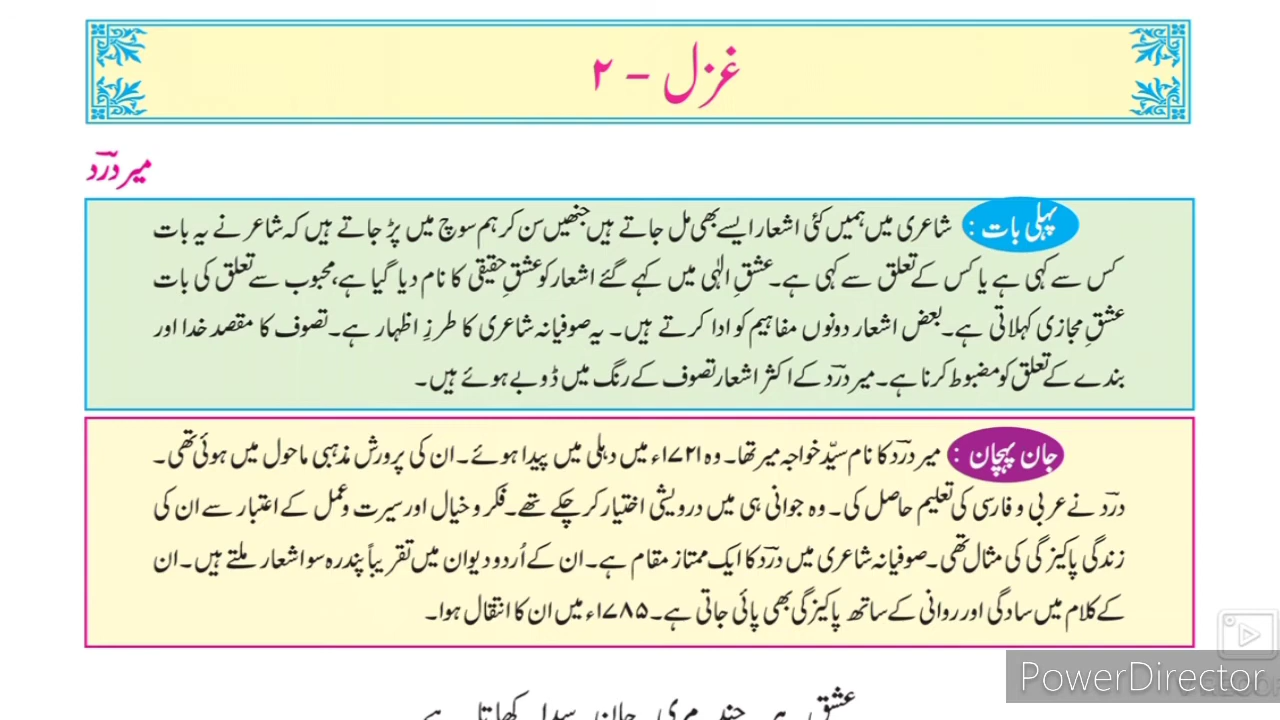 غزل - ۲
میر دردؔ
پہلی بات : شاعری میں ہمیں کئی اشعار ایسے بھی مل جاتے ہیں جنھیں سن کر ہم سوچ میں پڑ جاتے ہیں کہ شاعر نے یہ بات
کس سے کہی ہے یا کس کے تعلق سے کہی ہے۔ عشقِ الٰہی میں کہے گئے اشعار کو عشقِ حقیقی کا نام دیا گیا ہے، محبوب سے تعلق کی بات
عشقِ مجازی کہلاتی ہے۔ بعض اشعار دونوں مفاہیم کو ادا کرتے ہیں۔ یہ صوفیانہ شاعری کا طرزِ اظہار ہے۔ تصوف کا مقصد خدا اور
بندے کے تعلق کو مضبوط کرنا ہے۔ میر دردؔ کے اکثر اشعار تصوف کے رنگ میں ڈوبے ہوئے ہیں۔
جان پہچان : میر دردؔ کا نام سیّد خواجہ میر تھا۔ وہ ۱۷۲۱ء میں دہلی میں پیدا ہوئے۔ ان کی پرورش مذہبی ماحول میں ہوئی تھی۔
دردؔ نے عربی و فارسی کی تعلیم حاصل کی۔ وہ جوانی ہی میں درویشی اختیار کر چکے تھے۔ فکر و خیال اور سیرت و عمل کے اعتبار سے ان کی
زندگی پاکیزگی کی مثال تھی۔ صوفیانہ شاعری میں دردؔ کا ایک ممتاز مقام ہے۔ ان کے اُردو دیوان میں تقریباً پندرہ سو اشعار ملتے ہیں۔ ان
کے کلام میں سادگی اور روانی کے ساتھ پاکیزگی بھی پائی جاتی ہے۔ ۱۷۸۵ء میں ان کا انتقال ہوا۔
PowerDirector
عشق